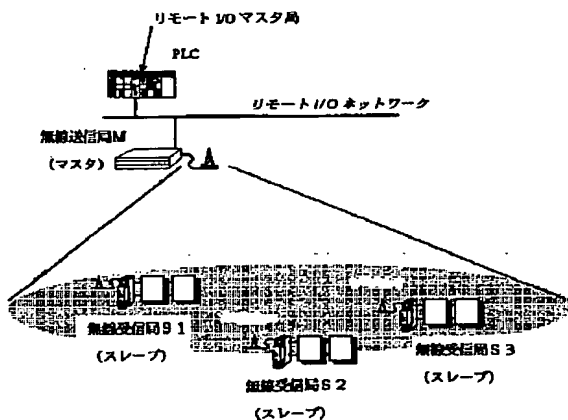 リモート I/O マスタ局
PLC
リモート I/O ネットワーク
無線送信局M
(マスタ)
無線受信局S1
(スレーブ)
無線受信局S2
(スレーブ)
無線受信局S3
(スレーブ)